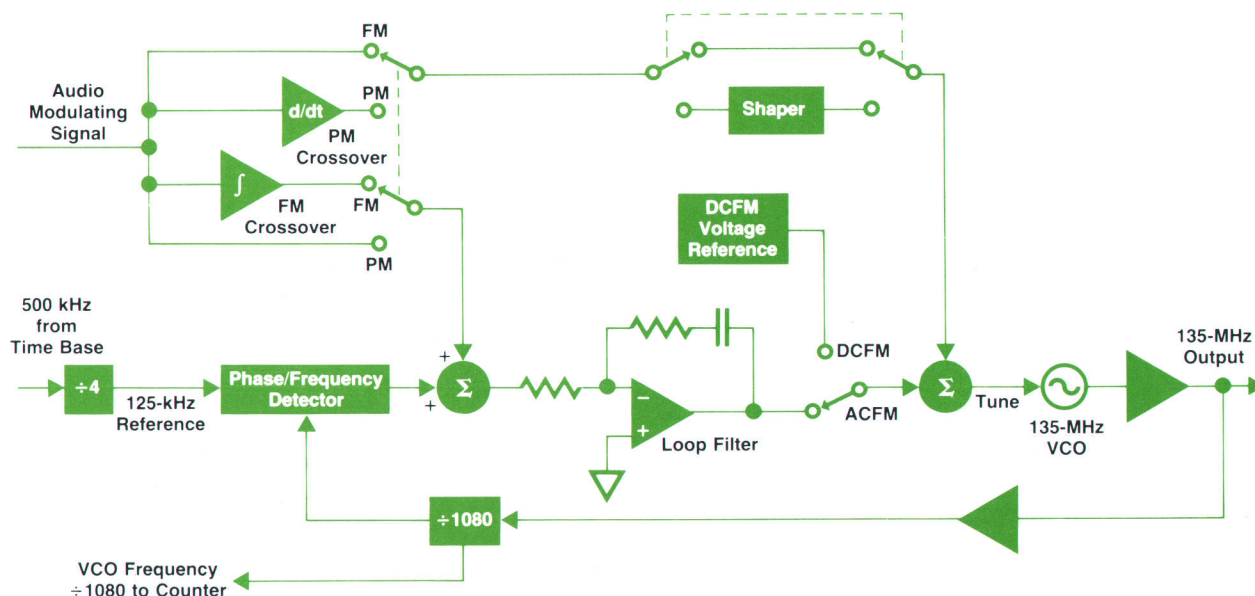 FM
Audio
Modulating
Signal
d/dt
PM
PM
Crossover
Shaper
∫
FM
FM
Crossover
PM
DCFM
Voltage
Reference
500 kHz
from
Time Base
÷4
125-kHz
Reference
Phase/Frequency
Detector
+
+
Σ
−
+
Loop Filter
DCFM
ACFM
Σ
Tune
135-MHz
VCO
135-MHz
Output
÷1080
VCO Frequency
÷1080 to Counter